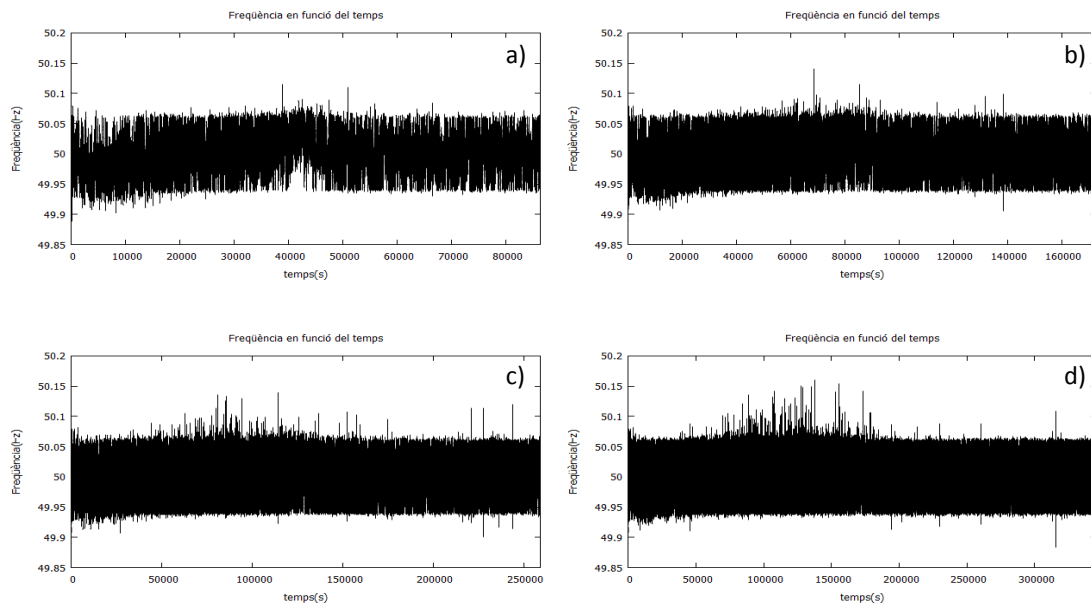 Freqüència en funció del temps
a)
50.2
50.15
50.1
50.05
50
49.95
49.9
49.85
Freqüència(Hz)
0 10000 20000 30000 40000 50000 60000 70000 80000
temps(s)
Freqüència en funció del temps
b)
50.2
50.15
50.1
50.05
50
49.95
49.9
49.85
Freqüència(Hz)
0 20000 40000 60000 80000 100000 120000 140000 160000
temps(s)
Freqüència en funció del temps
c)
50.2
50.15
50.1
50.05
50
49.95
49.9
49.85
Freqüència(Hz)
0 50000 100000 150000 200000 250000
temps(s)
Freqüència en funció del temps
d)
50.2
50.15
50.1
50.05
50
49.95
49.9
49.85
Freqüència(Hz)
0 50000 100000 150000 200000 250000 300000
temps(s)